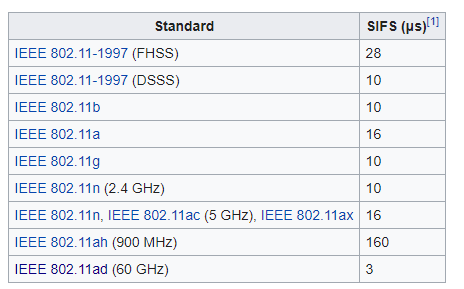 Standard SIFS (µs)[1]
IEEE 802.11-1997 (FHSS) 28
IEEE 802.11-1997 (DSSS) 10
IEEE 802.11b 10
IEEE 802.11a 16
IEEE 802.11g 10
IEEE 802.11n (2.4 GHz) 10
IEEE 802.11n, IEEE 802.11ac (5 GHz), IEEE 802.11ax 16
IEEE 802.11ah (900 MHz) 160
IEEE 802.11ad (60 GHz) 3